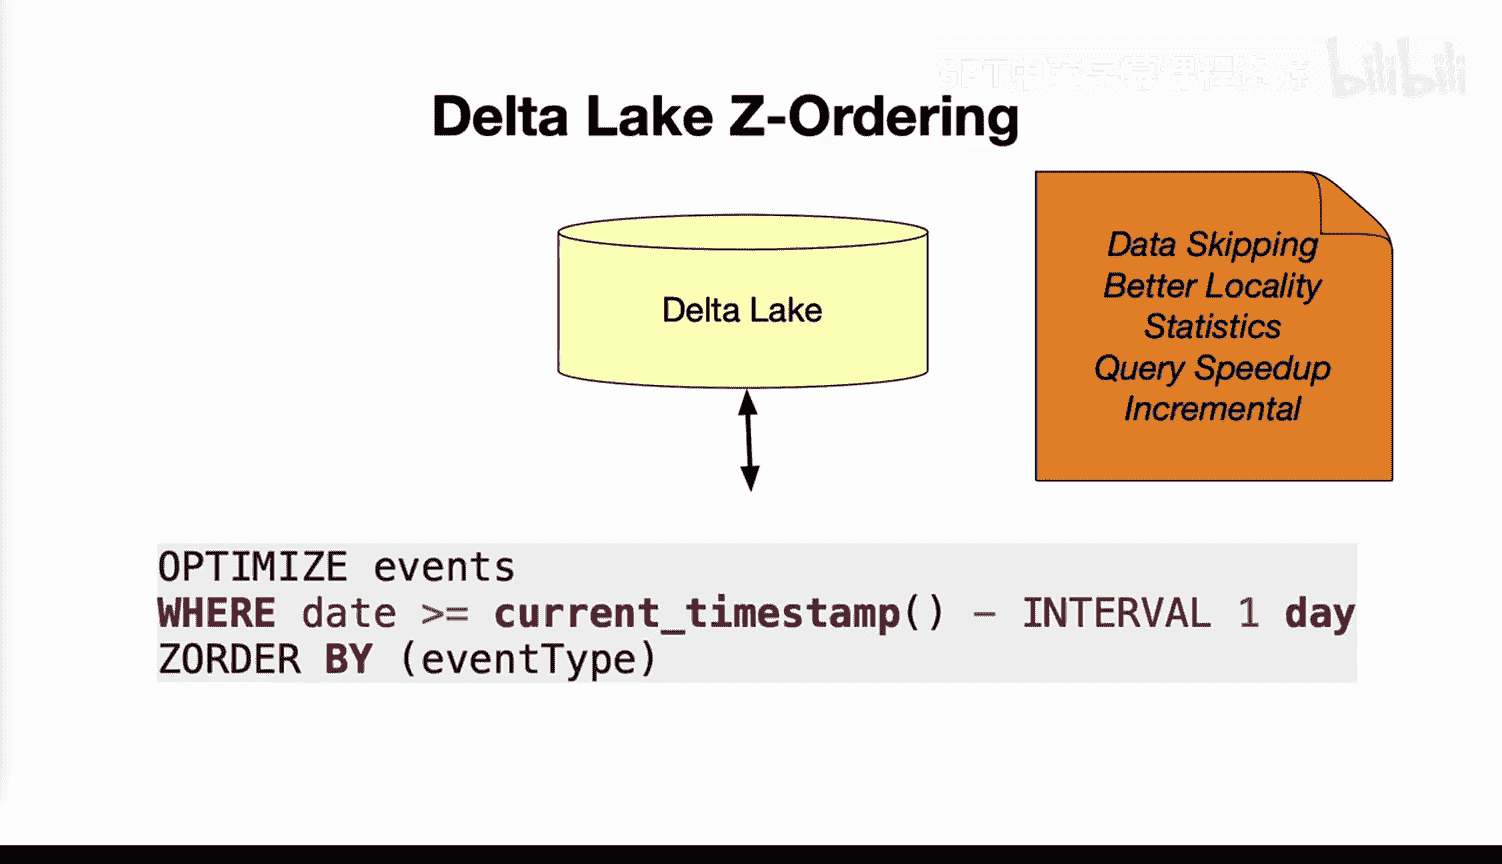 bilibili
Delta Lake Z-Ordering
Delta Lake
Data Skipping
Better Locality
Statistics
Query Speedup
Incremental
OPTIMIZE events
WHERE date >= current_timestamp() – INTERVAL 1 day
ZORDER BY (eventType)